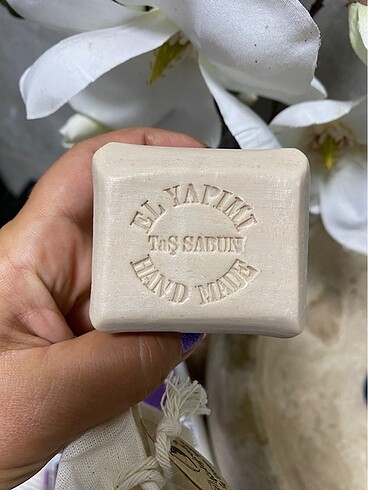 EL YAPIMI
TaŞ SABUN
HAND MADE